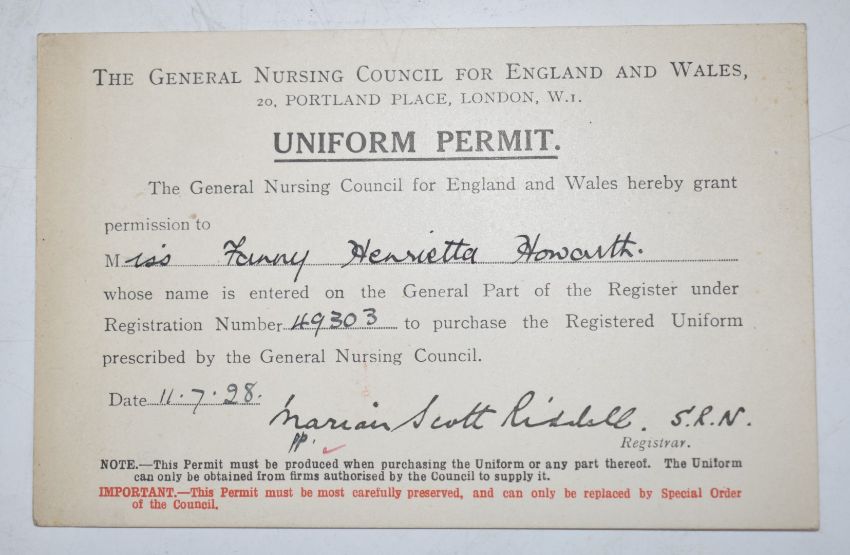 THE GENERAL NURSING COUNCIL FOR ENGLAND AND WALES,
20, PORTLAND PLACE, LONDON, W.1.
UNIFORM PERMIT.
The General Nursing Council for England and Wales hereby grant
permission to
Miss Fanny Henrietta Howarth.
whose name is entered on the General Part of the Register under
Registration Number 49303 to purchase the Registered Uniform
prescribed by the General Nursing Council.
Date 11.7.28.
Marian Scott Risdell. S.R.N.
pp.
Registrar.
NOTE.—This Permit must be produced when purchasing the Uniform or any part thereof. The Uniform
can only be obtained from firms authorised by the Council to supply it.
IMPORTANT.—This Permit must be most carefully preserved, and can only be replaced by Special Order
of the Council.